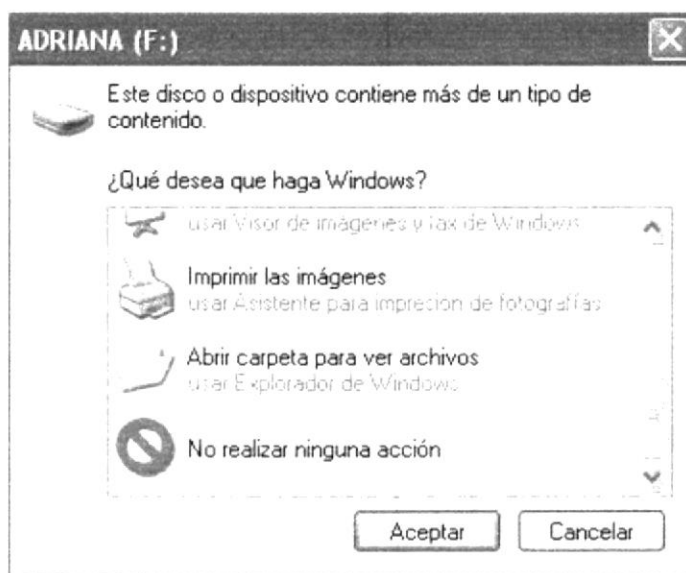 ADRIANA (F:)
Este disco o dispositivo contiene más de un tipo de
contenido.
¿Qué desea que haga Windows?
usar Visor de imágenes y fax de Windows
Imprimir las imágenes
usar Asistente para impreción de fotografías
Abrir carpeta para ver archivos
usar Explorador de Windows
No realizar ninguna acción
Aceptar
Cancelar